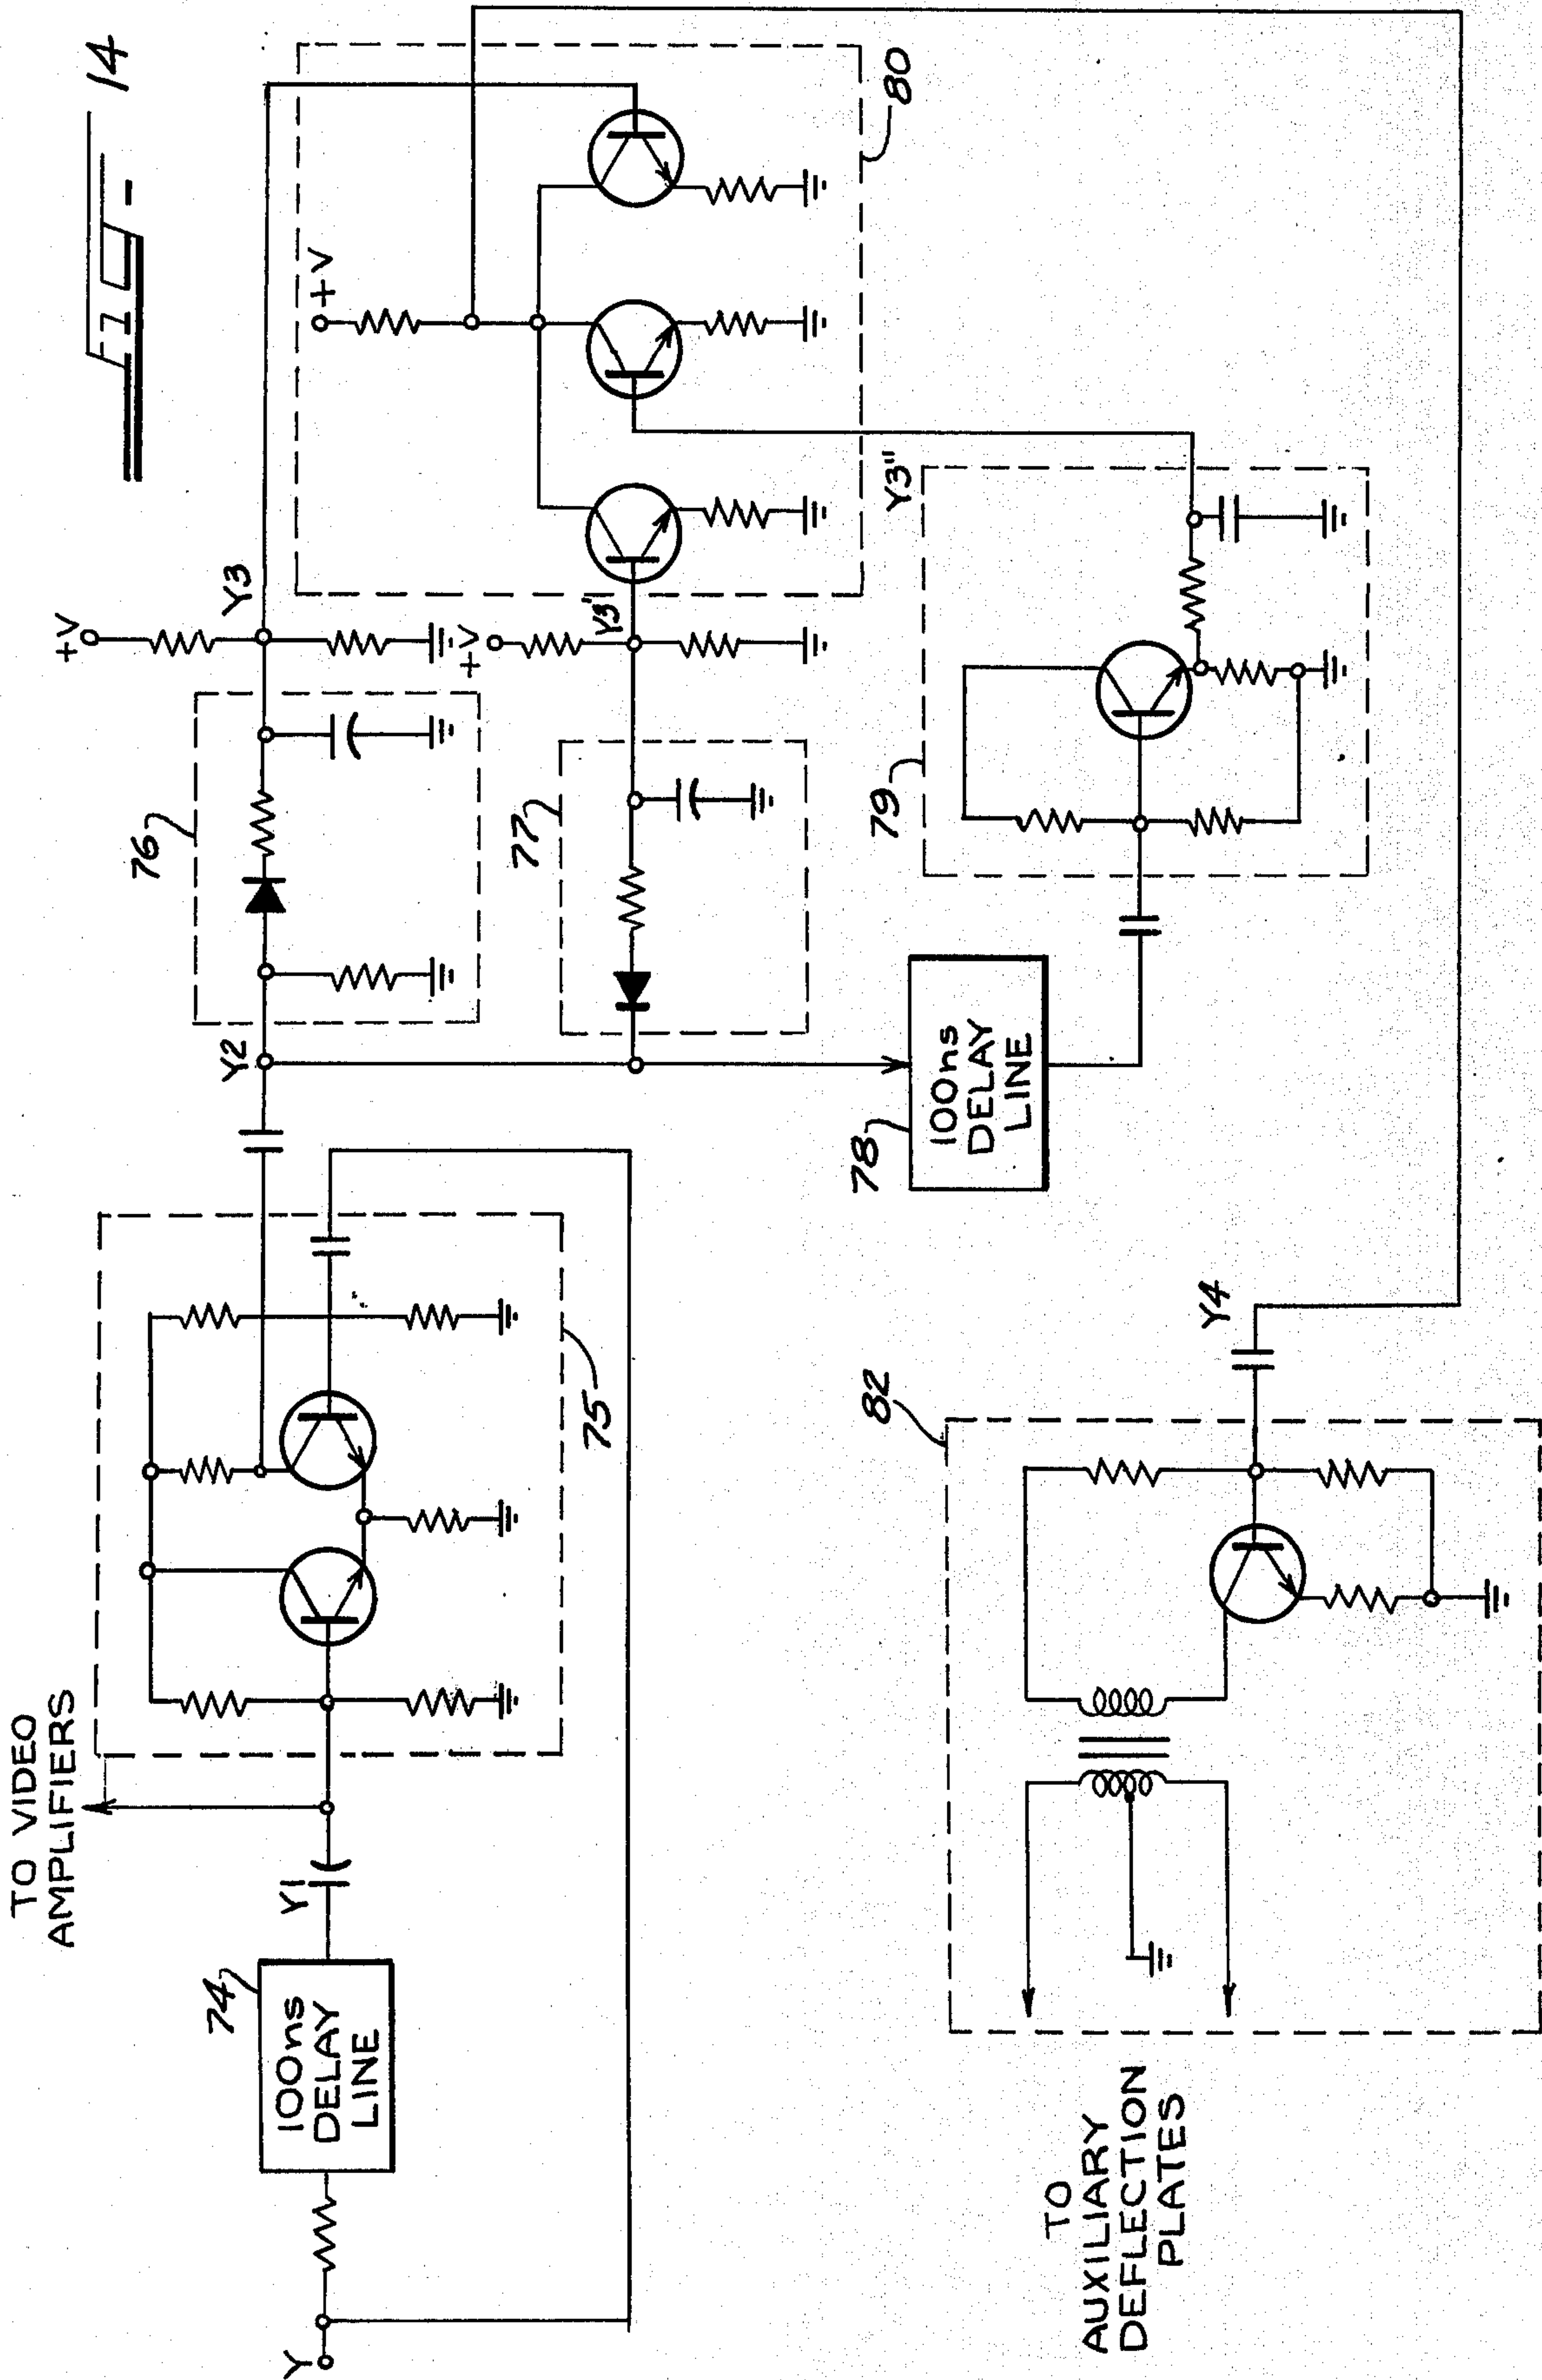 Fig-14
TO VIDEO
AMPLIFIERS
Y
74
100ns
DELAY
LINE
Y1
75
Y2
76
+V
Y3
77
+V
Y3'
+V
80
78
100ns
DELAY
LINE
79
Y3"
Y4
82
TO
AUXILIARY
DEFLECTION
PLATES